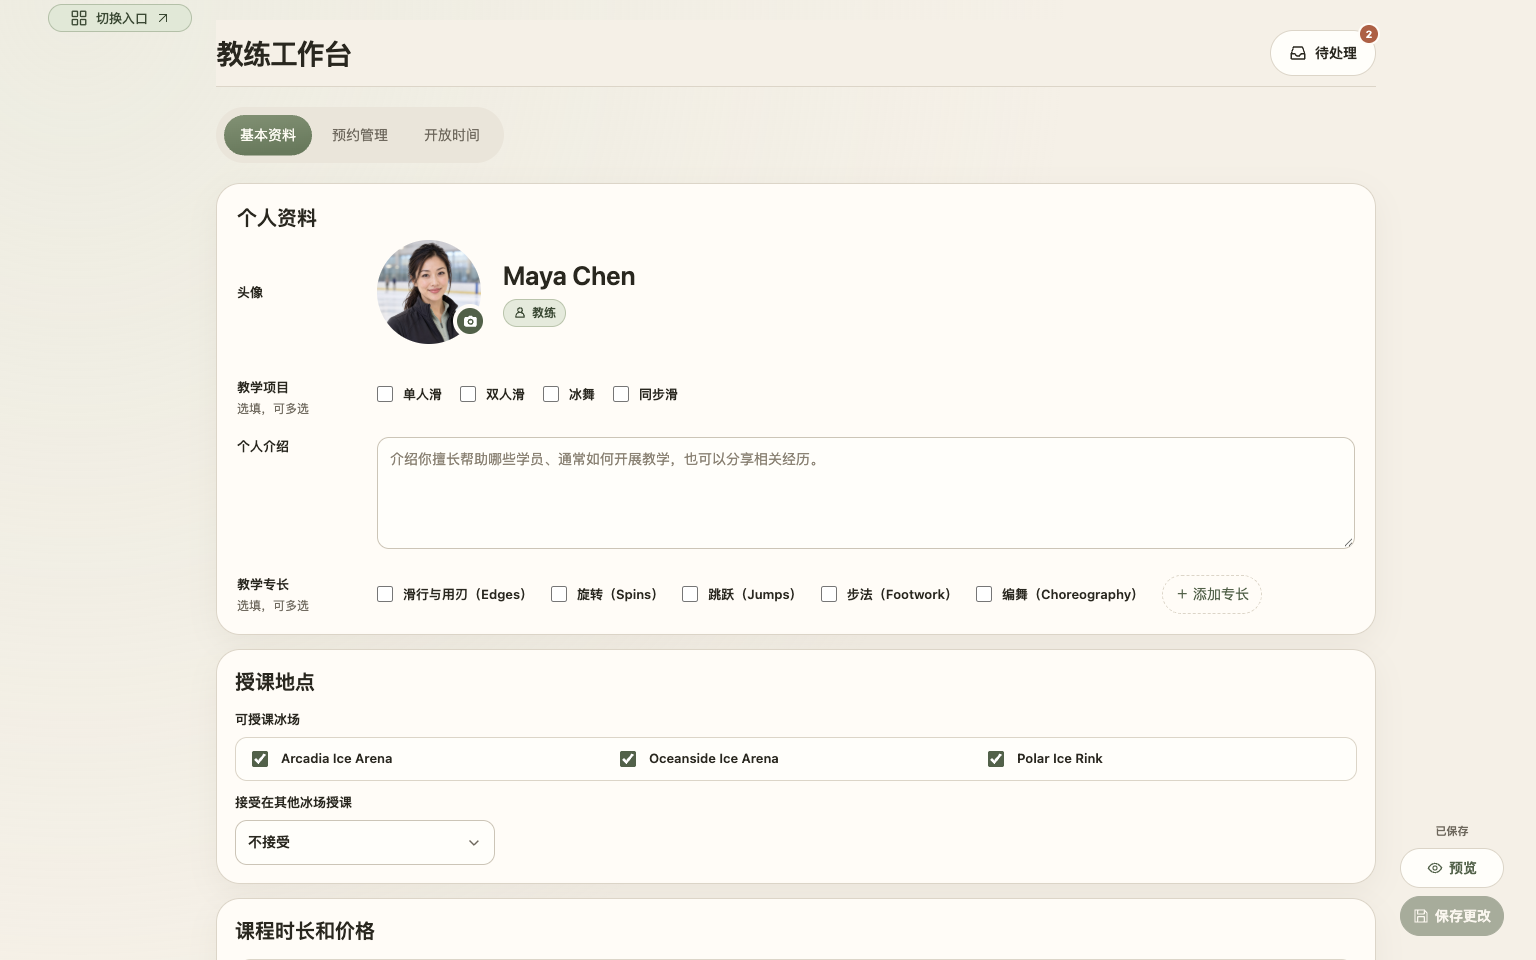 切换入口
教练工作台
待处理
2
基本资料
预约管理
开放时间
个人资料
头像
Maya Chen
教练
教学项目
选填，可多选
单人滑
双人滑
冰舞
同步滑
个人介绍
介绍你擅长帮助哪些学员、通常如何开展教学，也可以分享相关经历。
教学专长
选填，可多选
滑行与用刃（Edges）
旋转（Spins）
跳跃（Jumps）
步法（Footwork）
编舞（Choreography）
+ 添加专长
授课地点
可授课冰场
Arcadia Ice Arena
Oceanside Ice Arena
Polar Ice Rink
接受在其他冰场授课
不接受
已保存
预览
保存更改
课程时长和价格